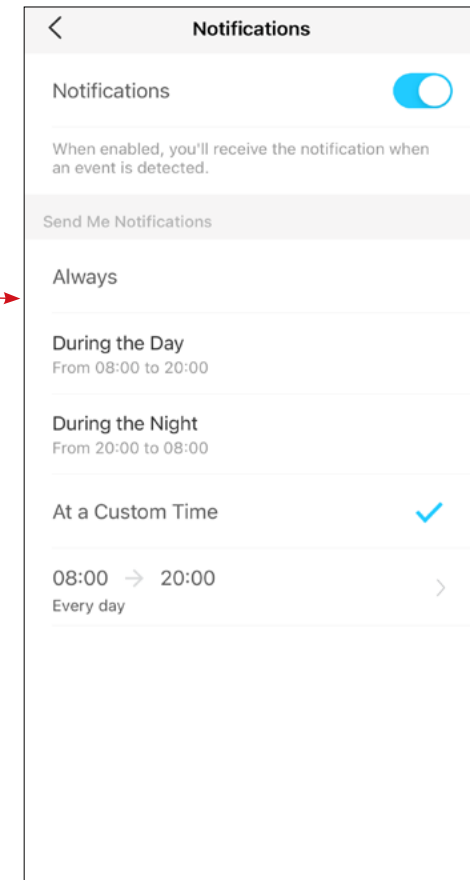 Notifications
Notifications
When enabled, you'll receive the notification when
an event is detected.
Send Me Notifications
Always
During the Day
From 08:00 to 20:00
During the Night
From 20:00 to 08:00
At a Custom Time
08:00 → 20:00
Every day